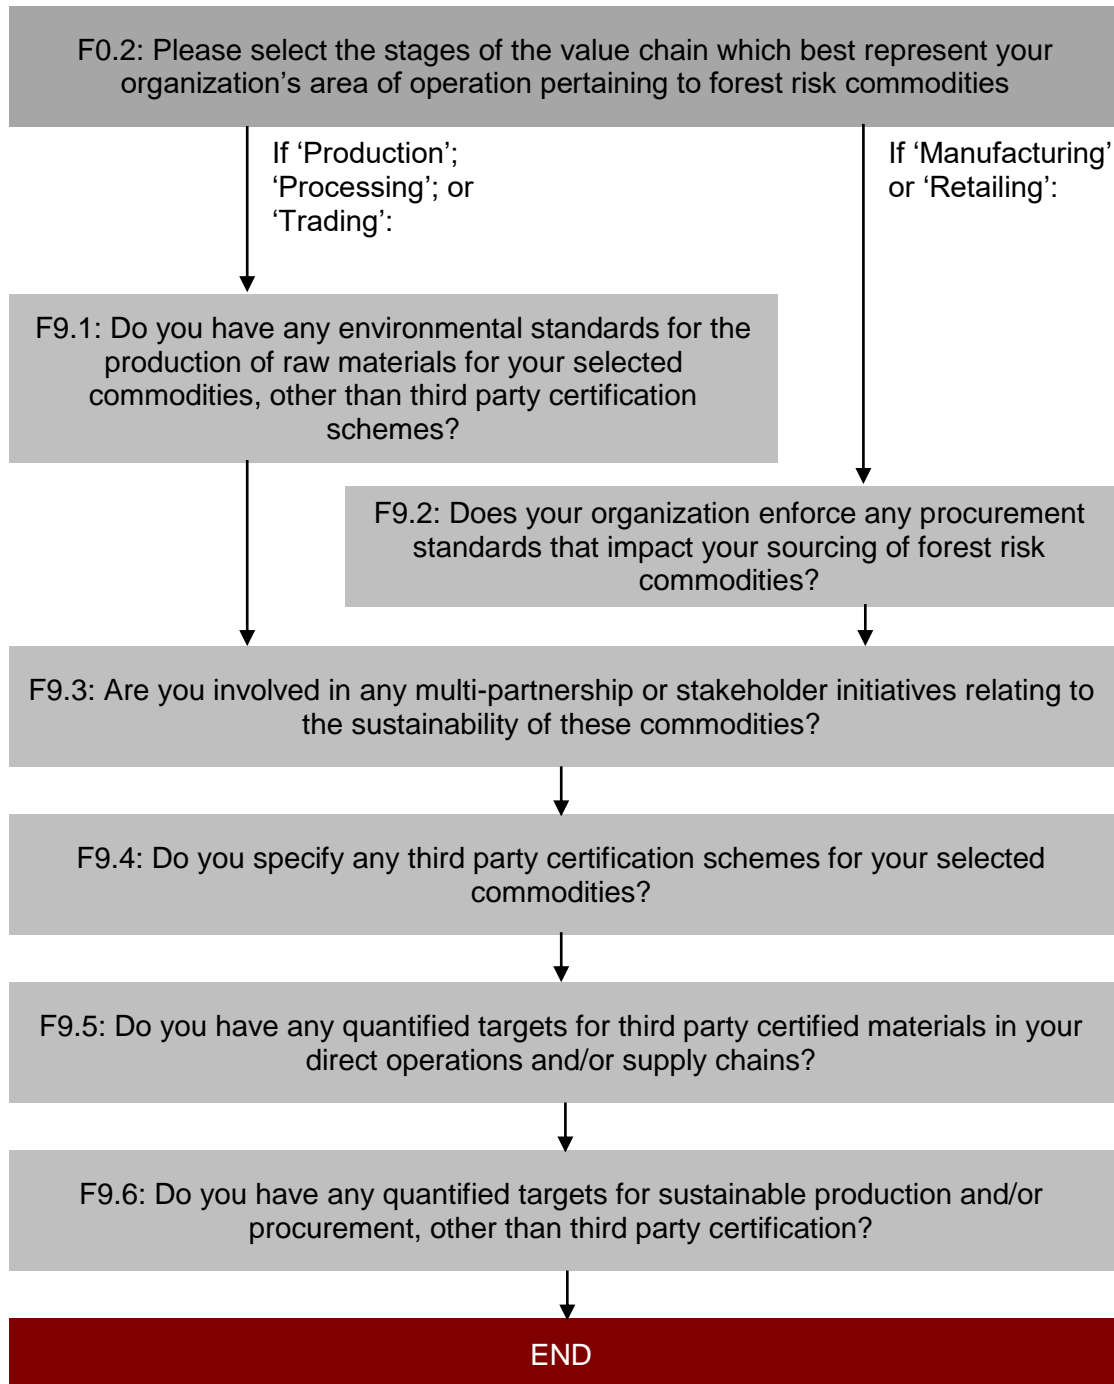 F0.2: Please select the stages of the value chain which best represent your
organization’s area of operation pertaining to forest risk commodities
If ‘Production’;
‘Processing’; or
‘Trading’:
If ‘Manufacturing’
or ‘Retailing’:
F9.1: Do you have any environmental standards for the
production of raw materials for your selected
commodities, other than third party certification
schemes?
F9.2: Does your organization enforce any procurement
standards that impact your sourcing of forest risk
commodities?
F9.3: Are you involved in any multi-partnership or stakeholder initiatives relating to
the sustainability of these commodities?
F9.4: Do you specify any third party certification schemes for your selected
commodities?
F9.5: Do you have any quantified targets for third party certified materials in your
direct operations and/or supply chains?
F9.6: Do you have any quantified targets for sustainable production and/or
procurement, other than third party certification?
END